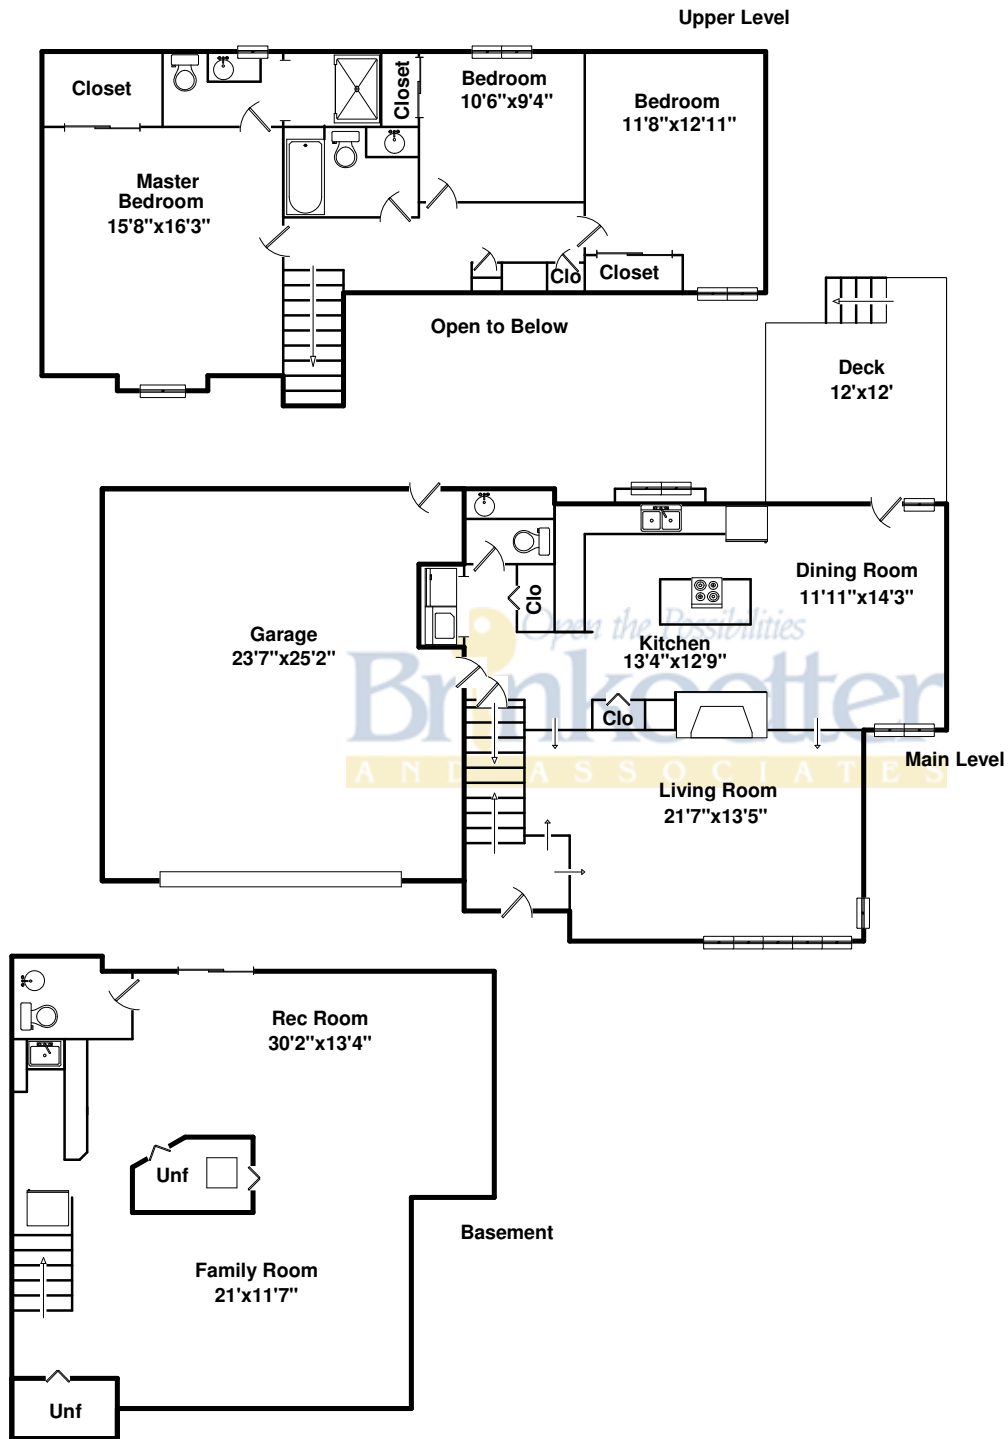 Upper Level
Closet
Closet
Bedroom
10'6"x9'4"
Bedroom
11'8"x12'11"
Master
Bedroom
15'8"x16'3"
Clo
Closet
Open to Below
Deck
12'x12'
Dining Room
11'11"x14'3"
Clo
Open the Possibilities
Garage
23'7"x25'2"
Kitchen
13'4"x12'9"
Brinkoetter
Clo
Main Level
AND ASSOCIATES
Living Room
21'7"x13'5"
Rec Room
30'2"x13'4"
Unf
Basement
Family Room
21'x11'7"
Unf